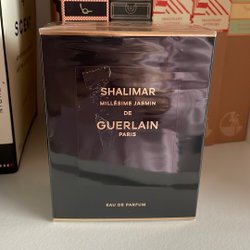 SHALIMAR
MILLÉSIME JASMIN
DE
GUERLAIN
PARIS
EAU DE PARFUM